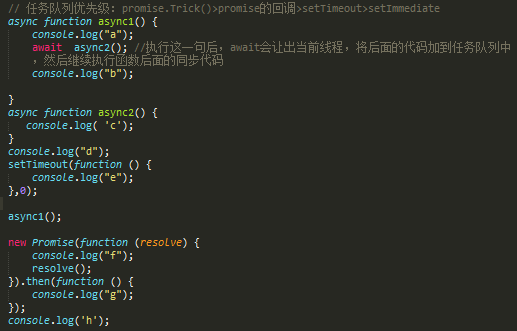 // 任务队列优先级: promise.Trick()>promise的回调>setTimeout>setImmediate
async function async1() {
console.log("a");
await  async2(); //执行这一句后，await会让出当前线程，将后面的代码加到任务队列中
，然后继续执行函数后面的同步代码
console.log("b");
}
async function async2() {
console.log( 'c');
}
console.log("d");
setTimeout(function () {
console.log("e");
},0);
async1();
new Promise(function (resolve) {
console.log("f");
resolve();
}).then(function () {
console.log("g");
});
console.log('h');